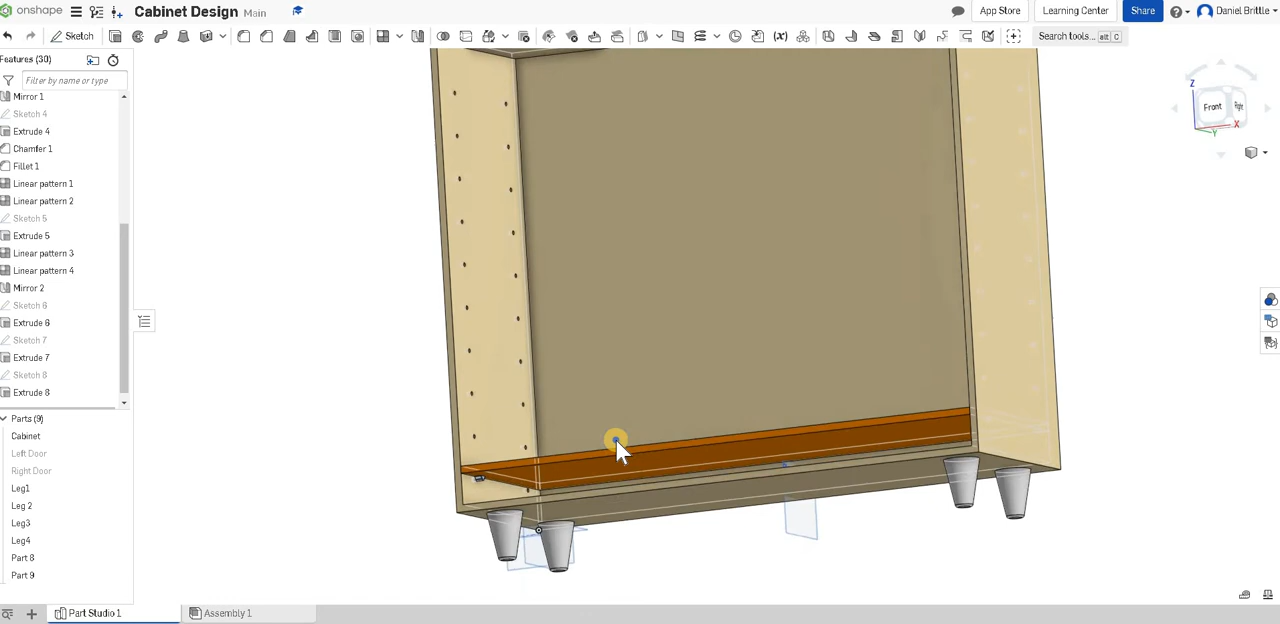 onshape Cabinet Design Main App Store Learning Center Share Daniel Brittle
Sketch Search tools... alt C
Features (30)
Filter by name or type
Mirror 1
Sketch 4
Extrude 4
Chamfer 1
Fillet 1
Linear pattern 1
Linear pattern 2
Sketch 5
Extrude 5
Linear pattern 3
Linear pattern 4
Mirror 2
Sketch 6
Extrude 6
Sketch 7
Extrude 7
Sketch 8
Extrude 8
Parts (9)
Cabinet
Left Door
Right Door
Leg1
Leg 2
Leg3
Leg4
Part 8
Part 9
Z
Front Right
X
Y
Part Studio 1 Assembly 1